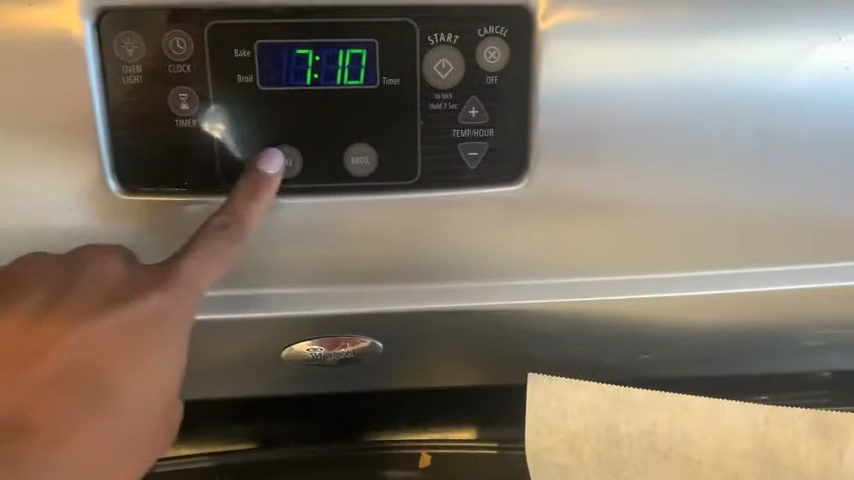 START
CANCEL
OVEN
LIGHT
CLOCK
Bake
7:10
Broil
Timer
OFF
to lock
Hold 3 Sec
TIMER
TEMP/HOUR
BROIL
Whirlpool